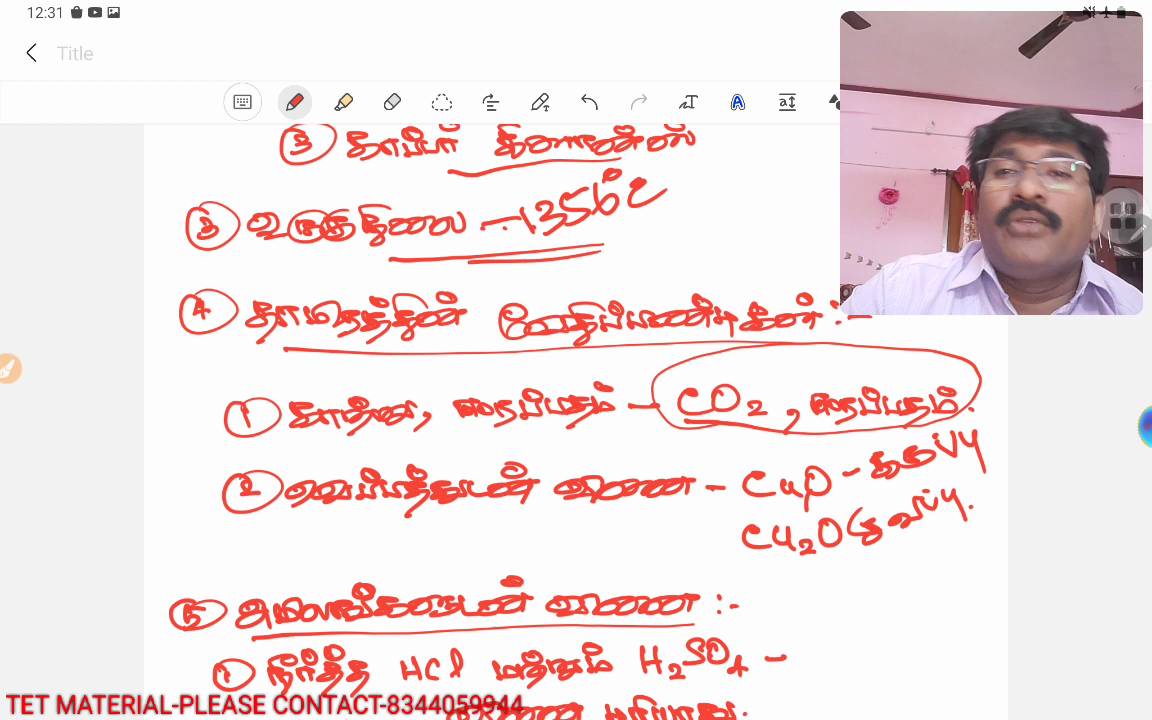 12:31
Title
③ காப்பர் கிளான்ஸ்
③ உருகுநிலை - 1356°C
④ தாமிரத்தின் வேதிப்பண்புகள் :-
① காற்று, ஈரப்பதம் - CO₂, ஈரப்பதம்.
② வெப்பத்துடன் வினை - CuO - கருப்பு
Cu₂O (சிவப்பு.
⑤ அமிலங்களுடன் வினை :-
① நீர்த்த HCl மற்றும் H₂SO₄ -
வினை புரியாது.
TET MATERIAL-PLEASE CONTACT-8344059944